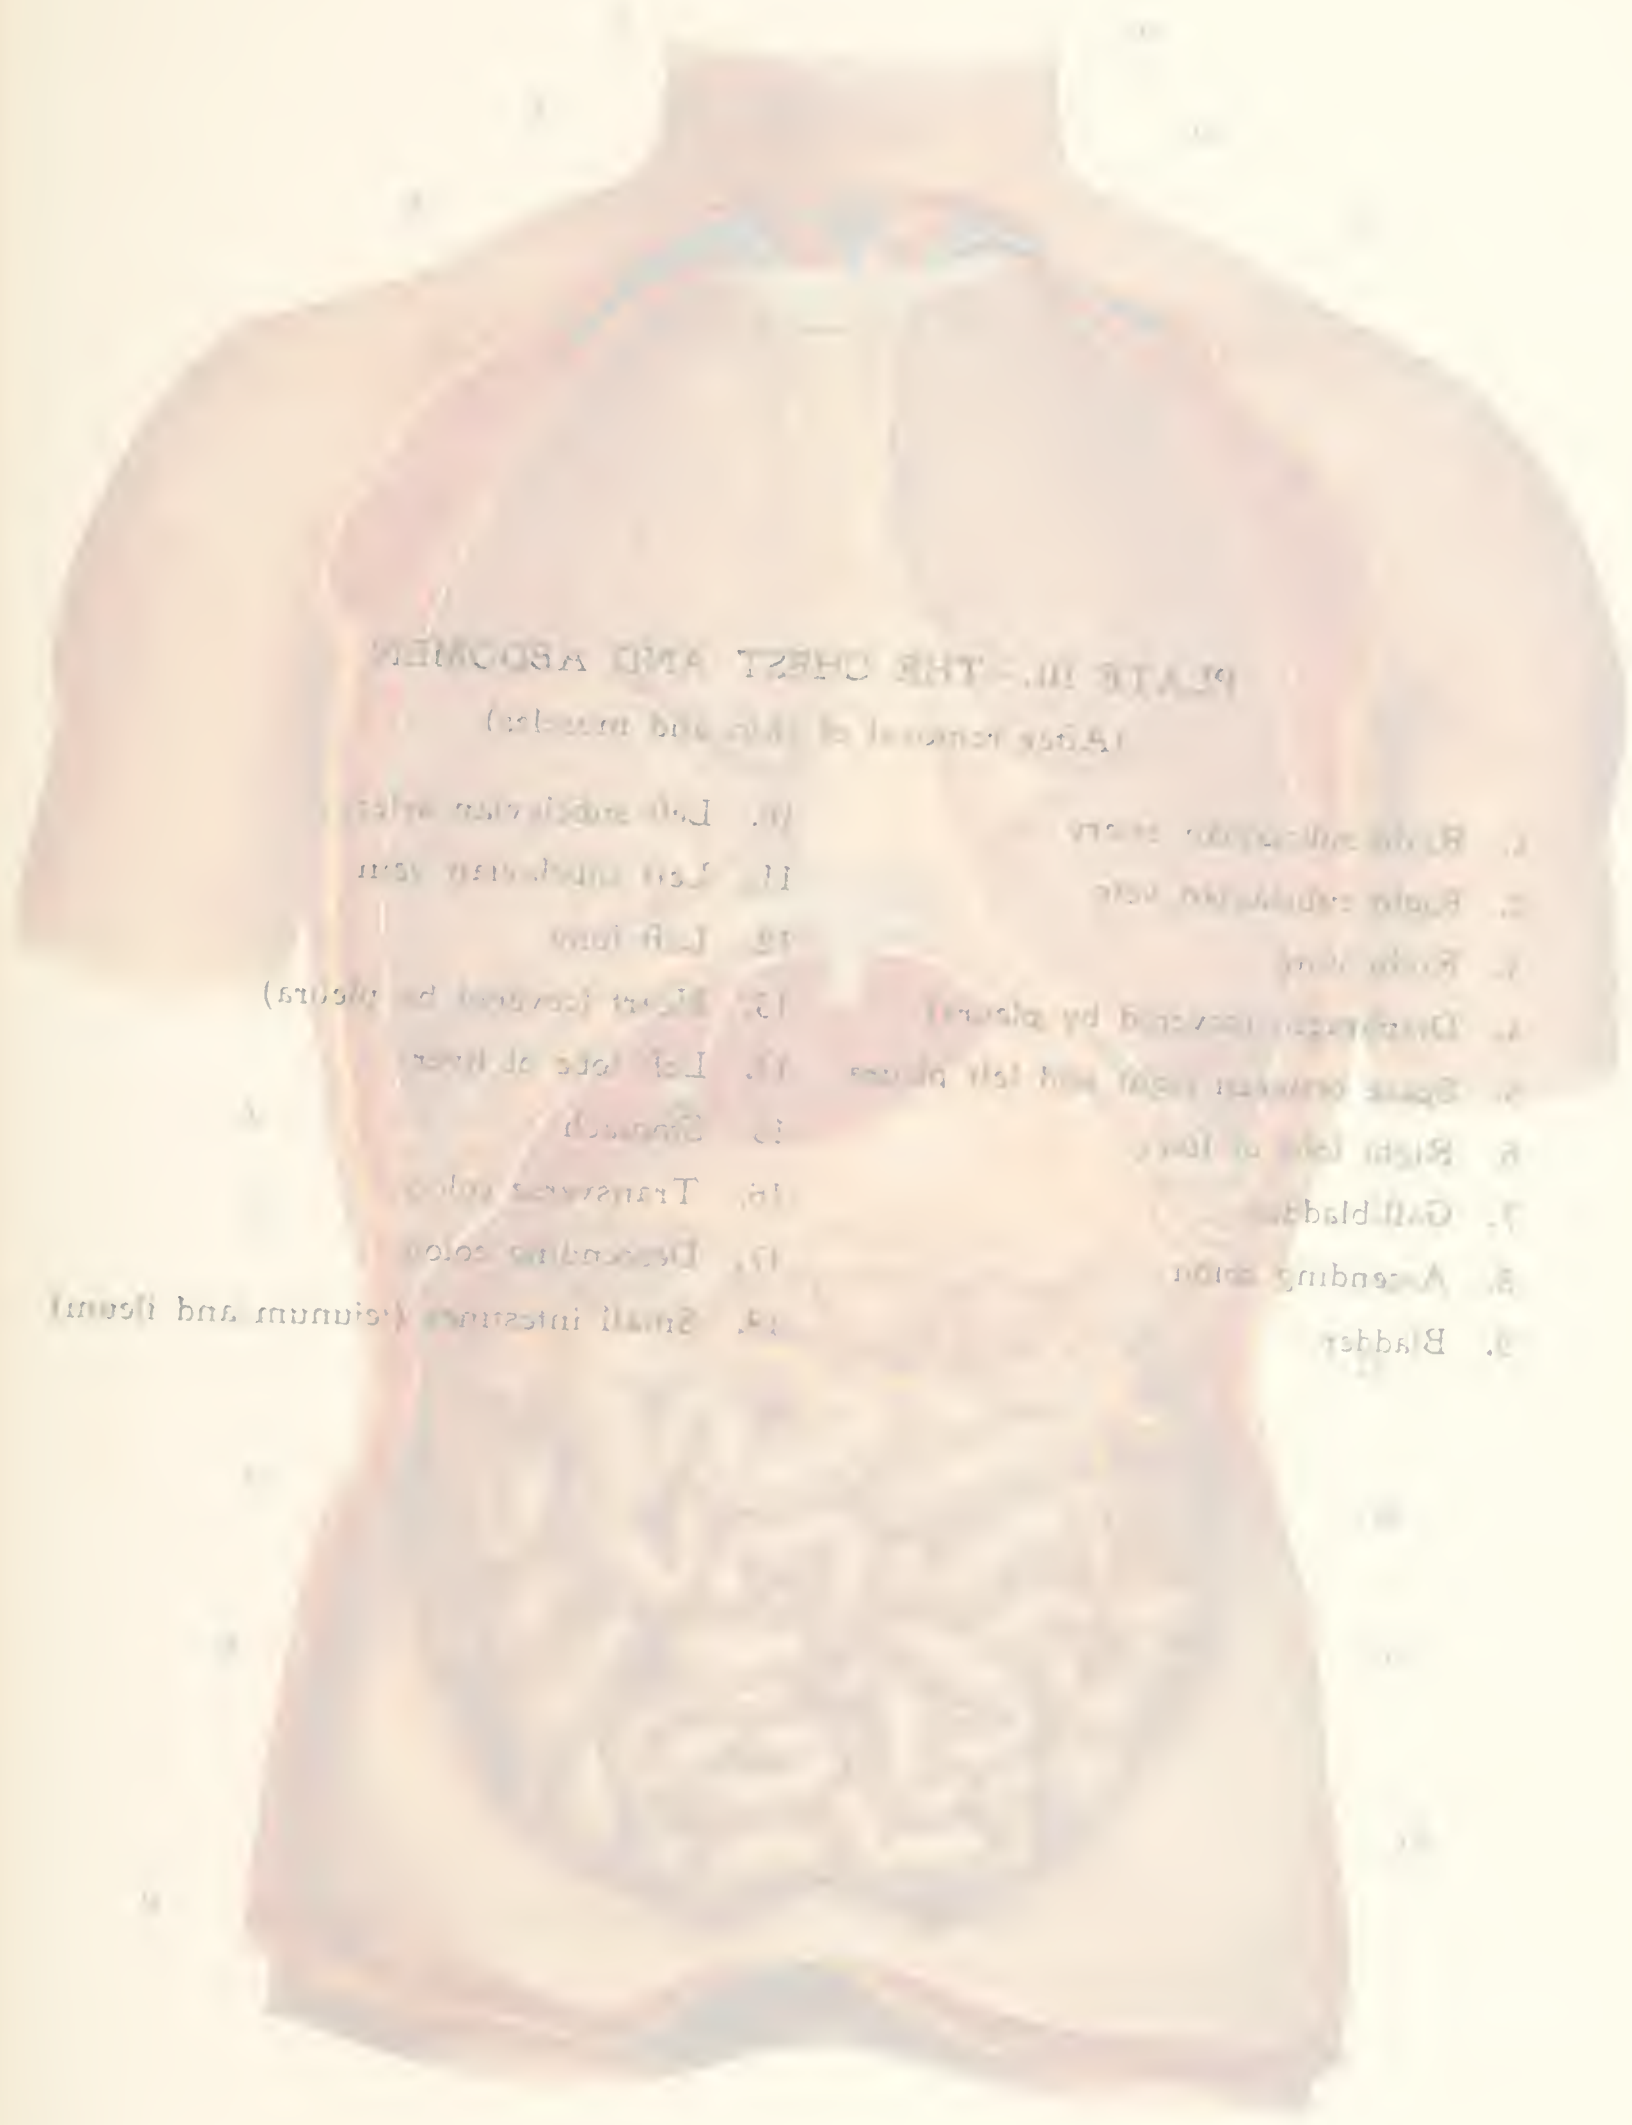 PLATE III.—THE CHEST AND ABDOMEN
(After removal of skin and muscles)
1. Right subclavian artery
2. Right subclavian vein
3. Right lung
4. Diaphragm (covered by pleura)
5. Space between right and left pleura
6. Right lobe of liver
7. Gall bladder
8. Ascending colon
9. Bladder
10. Left subclavian artery
11. Left subclavian vein
12. Left lung
13. Heart (covered by pleura)
14. Left lobe of liver
15. Stomach
16. Transverse colon
17. Descending colon
Small intestines (jejunum and ileum)